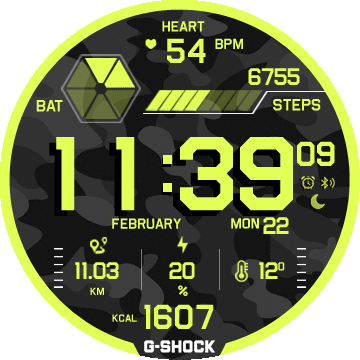 HEART
54 BPM
6755
BAT
STEPS
11:39 09
FEBRUARY
MON 22
11.03
KM
20
%
12°
KCAL 1607
G-SHOCK